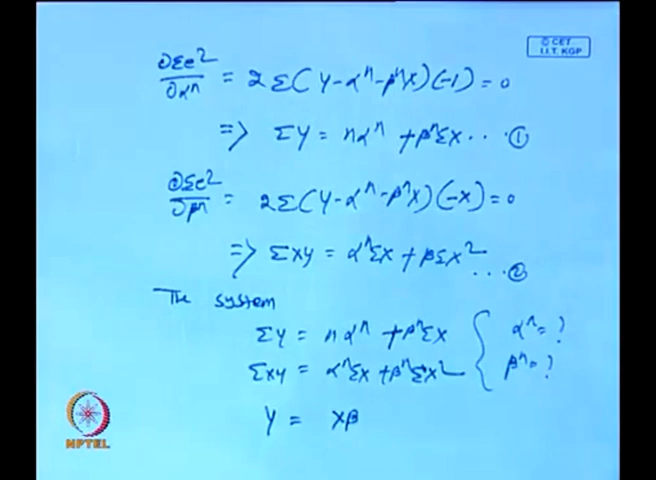 © CET
I.I.T. KGP
∂Σe²/∂α^ = 2Σ(Y-α^-β^X)(-1) = 0
=> ΣY = nα^ + β^ΣX... ①
∂Σe²/∂β^ = 2Σ(Y-α^-β^X)(-X) = 0
=> ΣXY = α^ΣX + βΣX² ... ②
The system
ΣY = nα^ + β^ΣX { α^ = ?
ΣXY = α^ΣX + β^ΣX² { β^ = ?
Y = Xβ
NPTEL